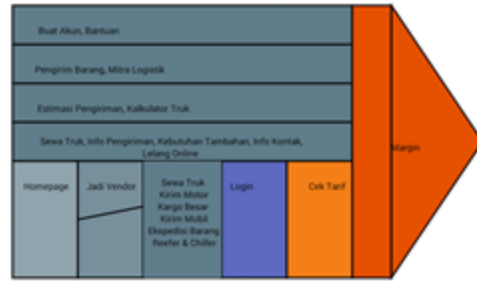 Buat Akun, Bantuan
Pengirim Barang, Mitra Logistik
Estimasi Pengiriman, Kalkulator Truk
Sewa Truk, Info Pengiriman, Kebutuhan Tambahan, Info Kontak,
Lelang Online
Homepage
Jadi Vendor
Sewa Truk
Kirim Motor
Kargo Besar
Kirim Mobil
Ekspedisi Barang
Reefer & Chiller
Login
Cek Tarif
Margin